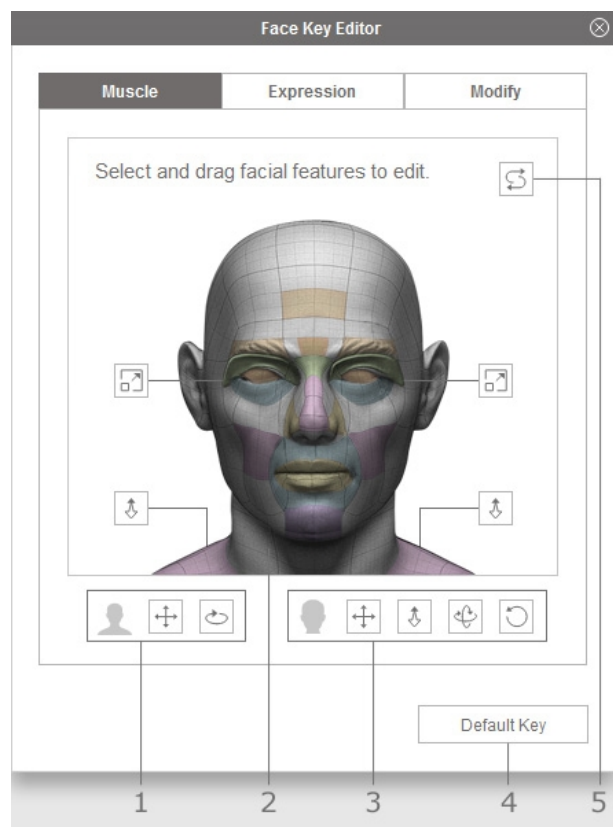 Face Key Editor
Muscle Expression Modify
Select and drag facial features to edit.
Default Key
1 2 3 4 5